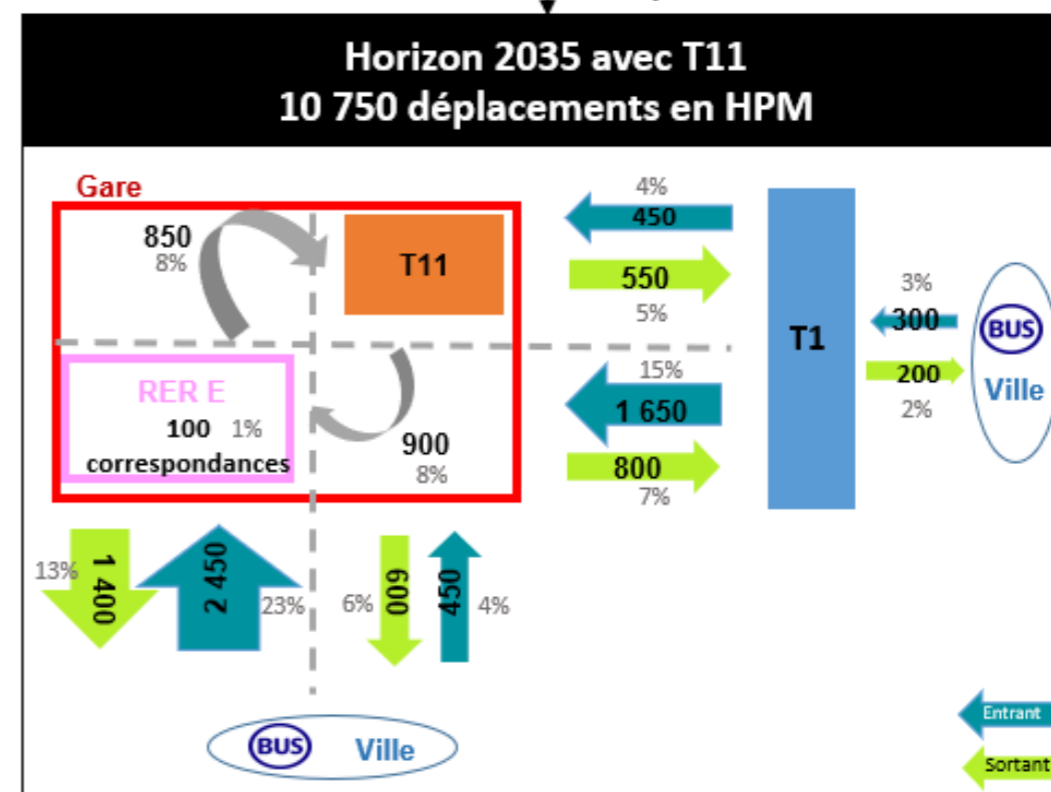 Horizon 2035 avec T11
10 750 déplacements en HPM
Gare
850
8%
T11
4%
450
550
5%
T1
3%
300
200
2%
BUS
Ville
RER E
100 1%
correspondances
900
8%
15%
1 650
800
7%
13%
1 400
2 450
23%
6%
600
450
4%
BUS Ville
Entrant
Sortant